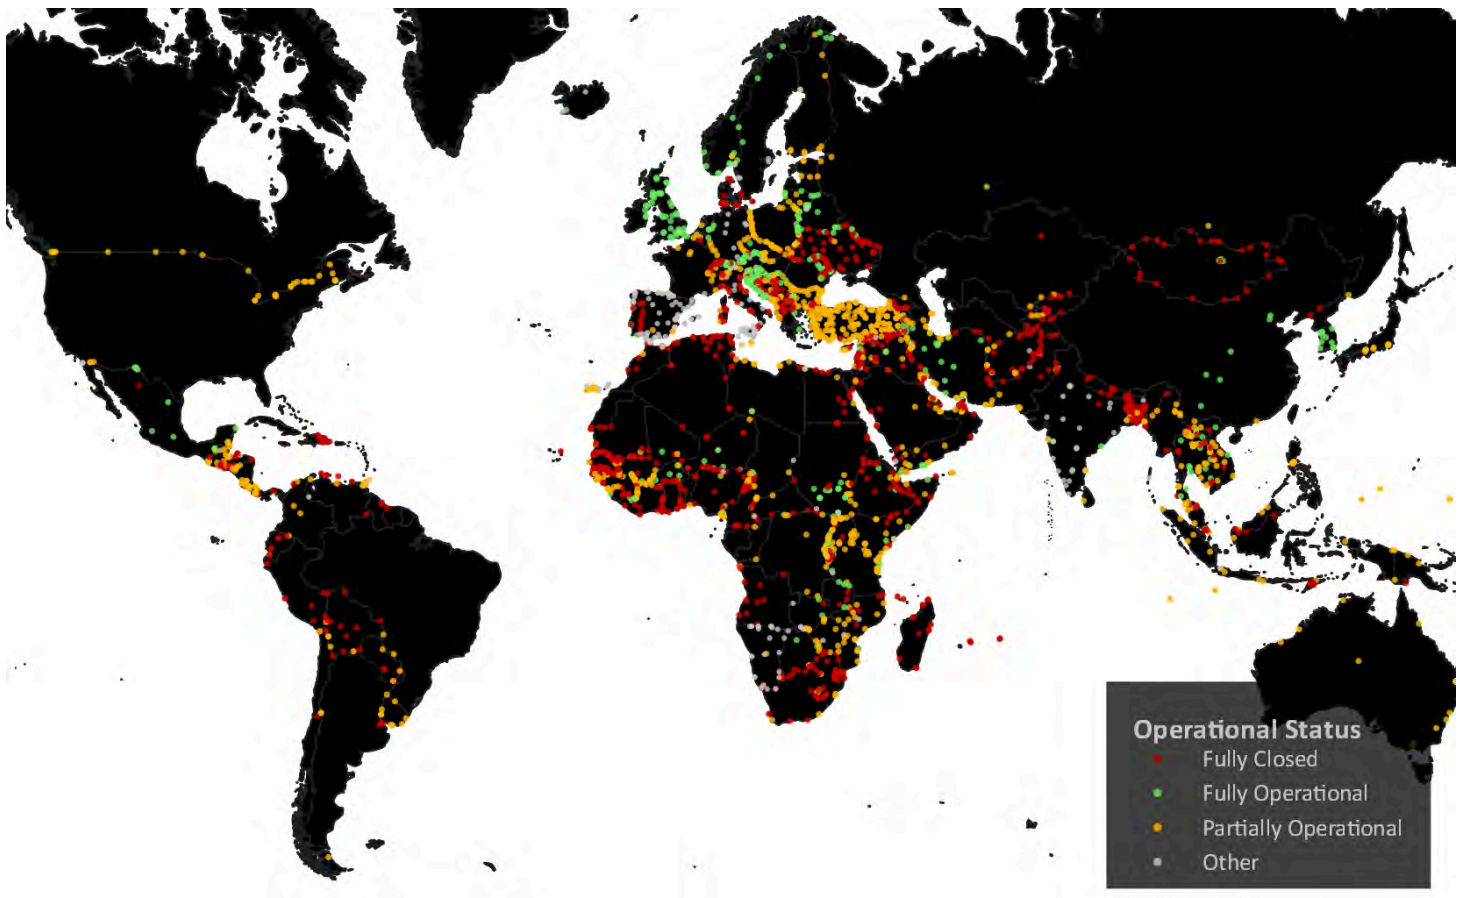 Operational Status
Fully Closed
Fully Operational
Partially Operational
Other